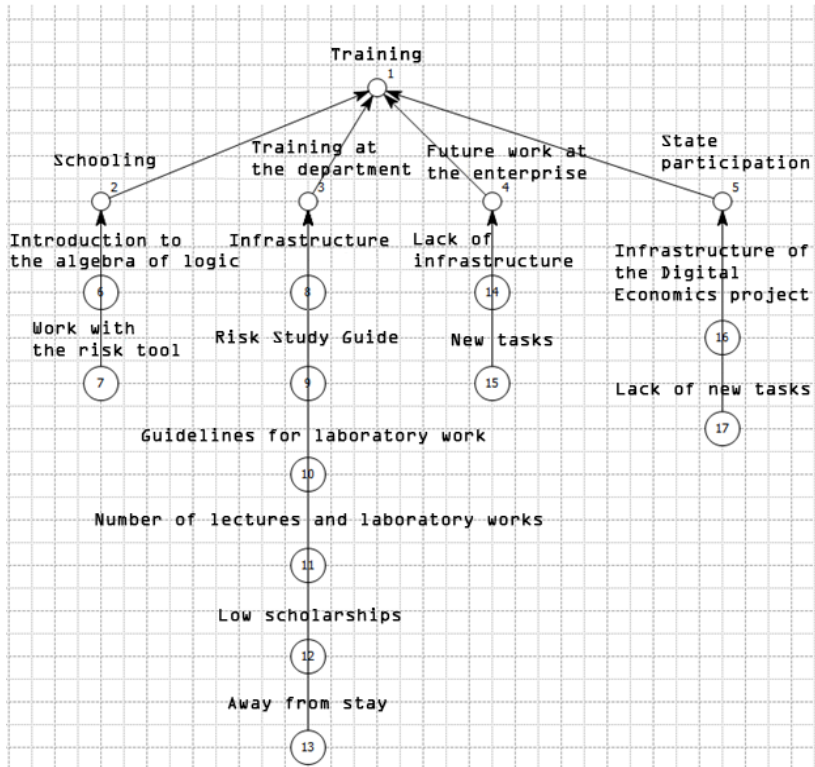 Training
1
Schooling
2
Training at
the department
3
Future work at
the enterprise
4
State
participation
5
Introduction to
the algebra of logic
6
Work with
the risk tool
7
Infrastructure
8
Risk Study Guide
9
Guidelines for laboratory work
10
Number of lectures and laboratory works
11
Low scholarships
12
Away from stay
13
Lack of
infrastructure
14
New tasks
15
Infrastructure of
the Digital
Economics project
16
Lack of new tasks
17